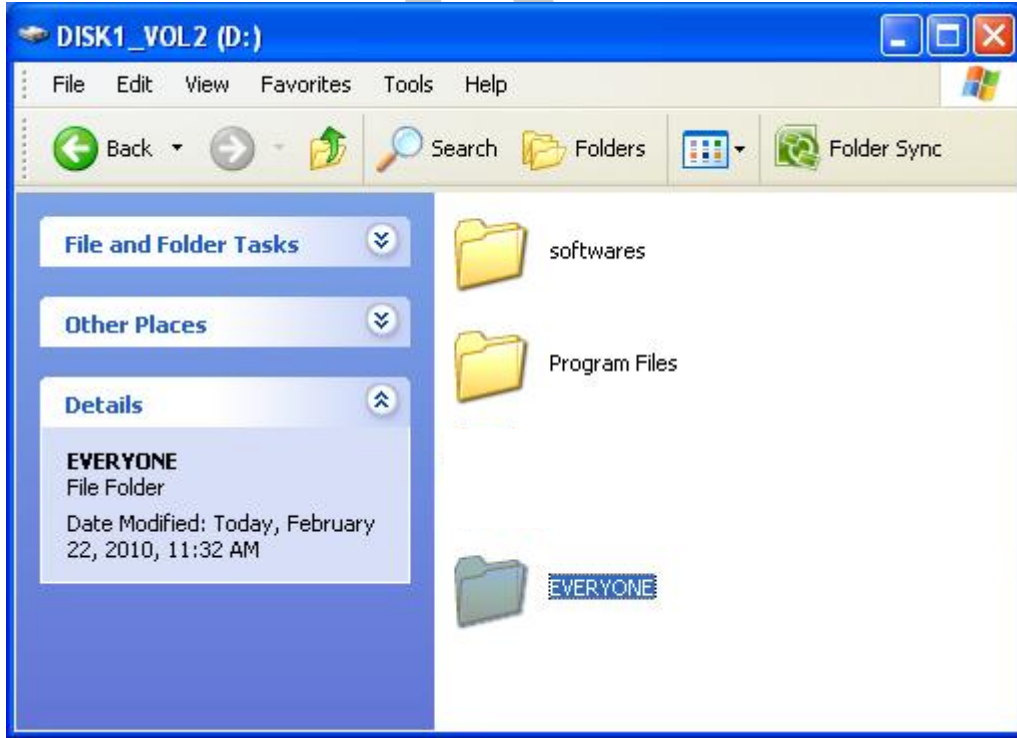 DISK1_VOL2 (D:)
File Edit View Favorites Tools Help
Back Search Folders Folder Sync
File and Folder Tasks
Other Places
Details
EVERYONE
File Folder
Date Modified: Today, February
22, 2010, 11:32 AM
softwares
Program Files
EVERYONE